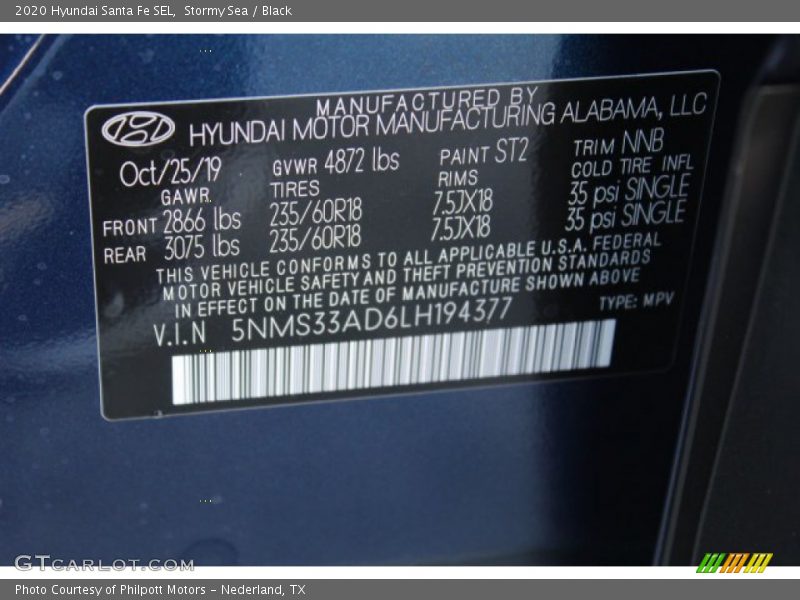 2020 Hyundai Santa Fe SEL,  Stormy Sea / Black
MANUFACTURED BY
HYUNDAI MOTOR MANUFACTURING ALABAMA, LLC
Oct/25/19 GVWR 4872 lbs PAINT ST2 TRIM NNB
GAWR. TIRES RIMS COLD TIRE INFL
FRONT 2866 lbs 235/60R18 7.5JX18 35 psi SINGLE
REAR 3075 lbs 235/60R18 7.5JX18 35 psi SINGLE
THIS VEHICLE CONFORMS TO ALL APPLICABLE U.S.A. FEDERAL
MOTOR VEHICLE SAFETY AND THEFT PREVENTION STANDARDS
IN EFFECT ON THE DATE OF MANUFACTURE SHOWN ABOVE
V.I.N 5NMS33AD6LH194377 TYPE: MPV
GTCARLOT.COM
Photo Courtesy of Philpott Motors - Nederland, TX